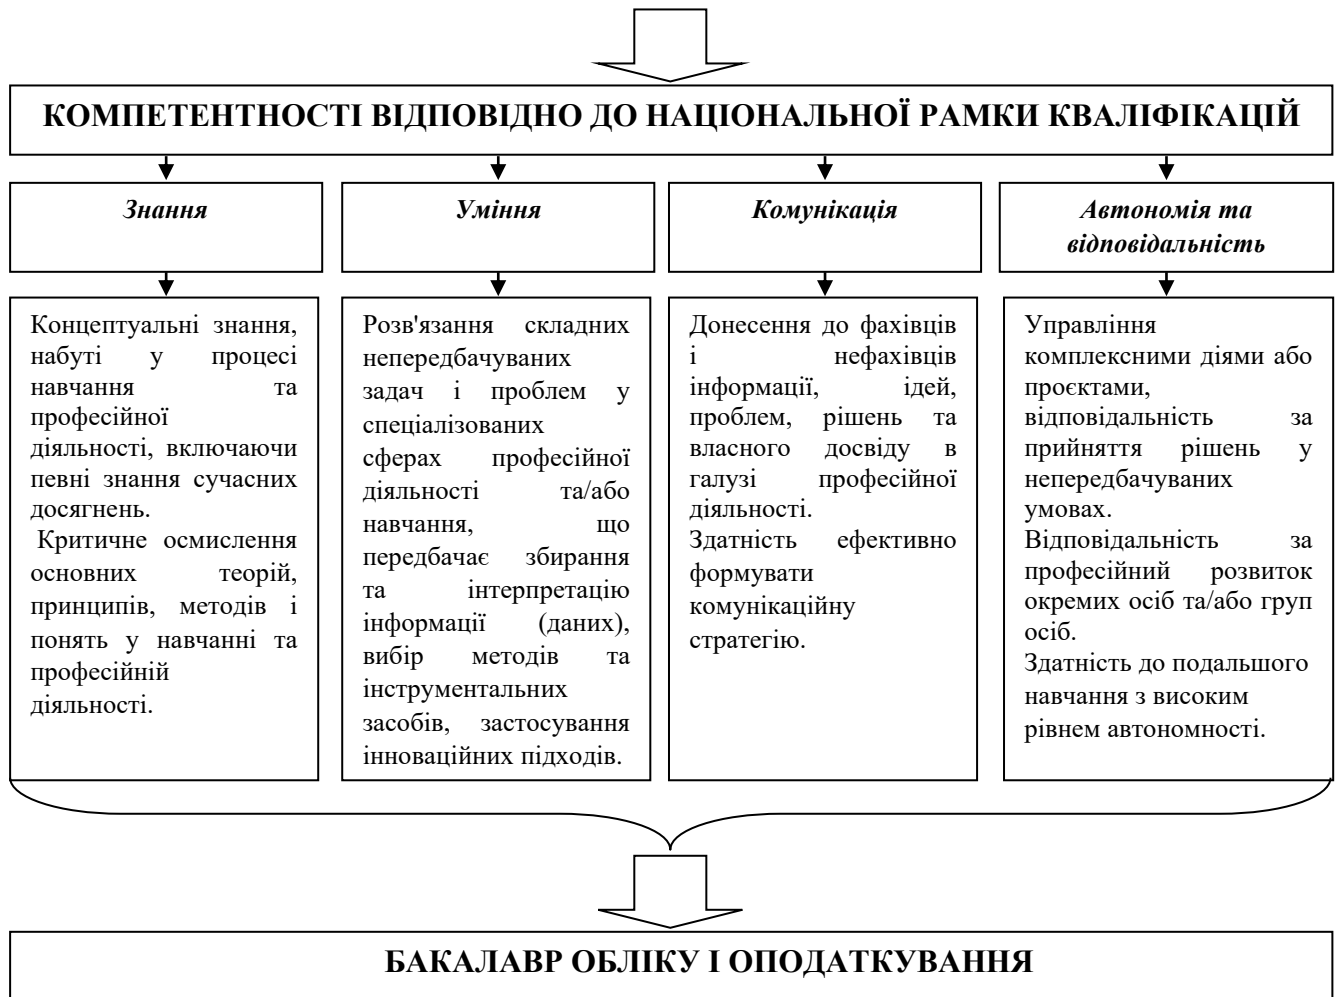 КОМПЕТЕНТНОСТІ ВІДПОВІДНО ДО НАЦІОНАЛЬНОЇ РАМКИ КВАЛІФІКАЦІЙ
Знання
Уміння
Комунікація
Автономія та
відповідальність
Концептуальні знання,
набуті у процесі
навчання та
професійної
діяльності, включаючи
певні знання сучасних
досягнень.
Критичне осмислення
основних теорій,
принципів, методів і
понять у навчанні та
професійній
діяльності.
Розв'язання складних
непередбачуваних
задач і проблем у
спеціалізованих
сферах професійної
діяльності та/або
навчання, що
передбачає збирання
та інтерпретацію
інформації (даних),
вибір методів та
інструментальних
засобів, застосування
інноваційних підходів.
Донесення до фахівців
і нефахівців
інформації, ідей,
проблем, рішень та
власного досвіду в
галузі професійної
діяльності.
Здатність ефективно
формувати
комунікаційну
стратегію.
Управління
комплексними діями або
проєктами,
відповідальність за
прийняття рішень у
непередбачуваних
умовах.
Відповідальність за
професійний розвиток
окремих осіб та/або груп
осіб.
Здатність до подальшого
навчання з високим
рівнем автономності.
БАКАЛАВР ОБЛІКУ І ОПОДАТКУВАННЯ